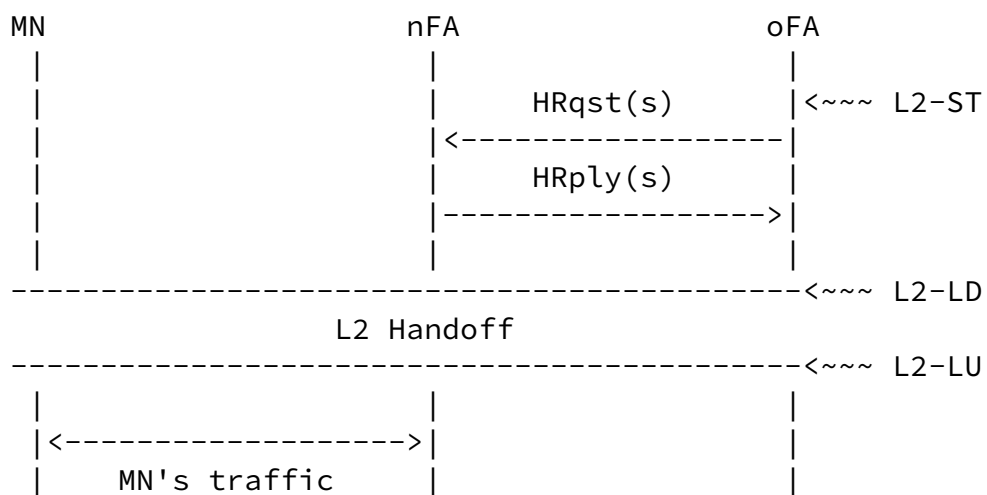 MN nFA oFA
HRqst(s) L2-ST
HRply(s)
L2-LD
L2 Handoff
L2-LU
MN's traffic